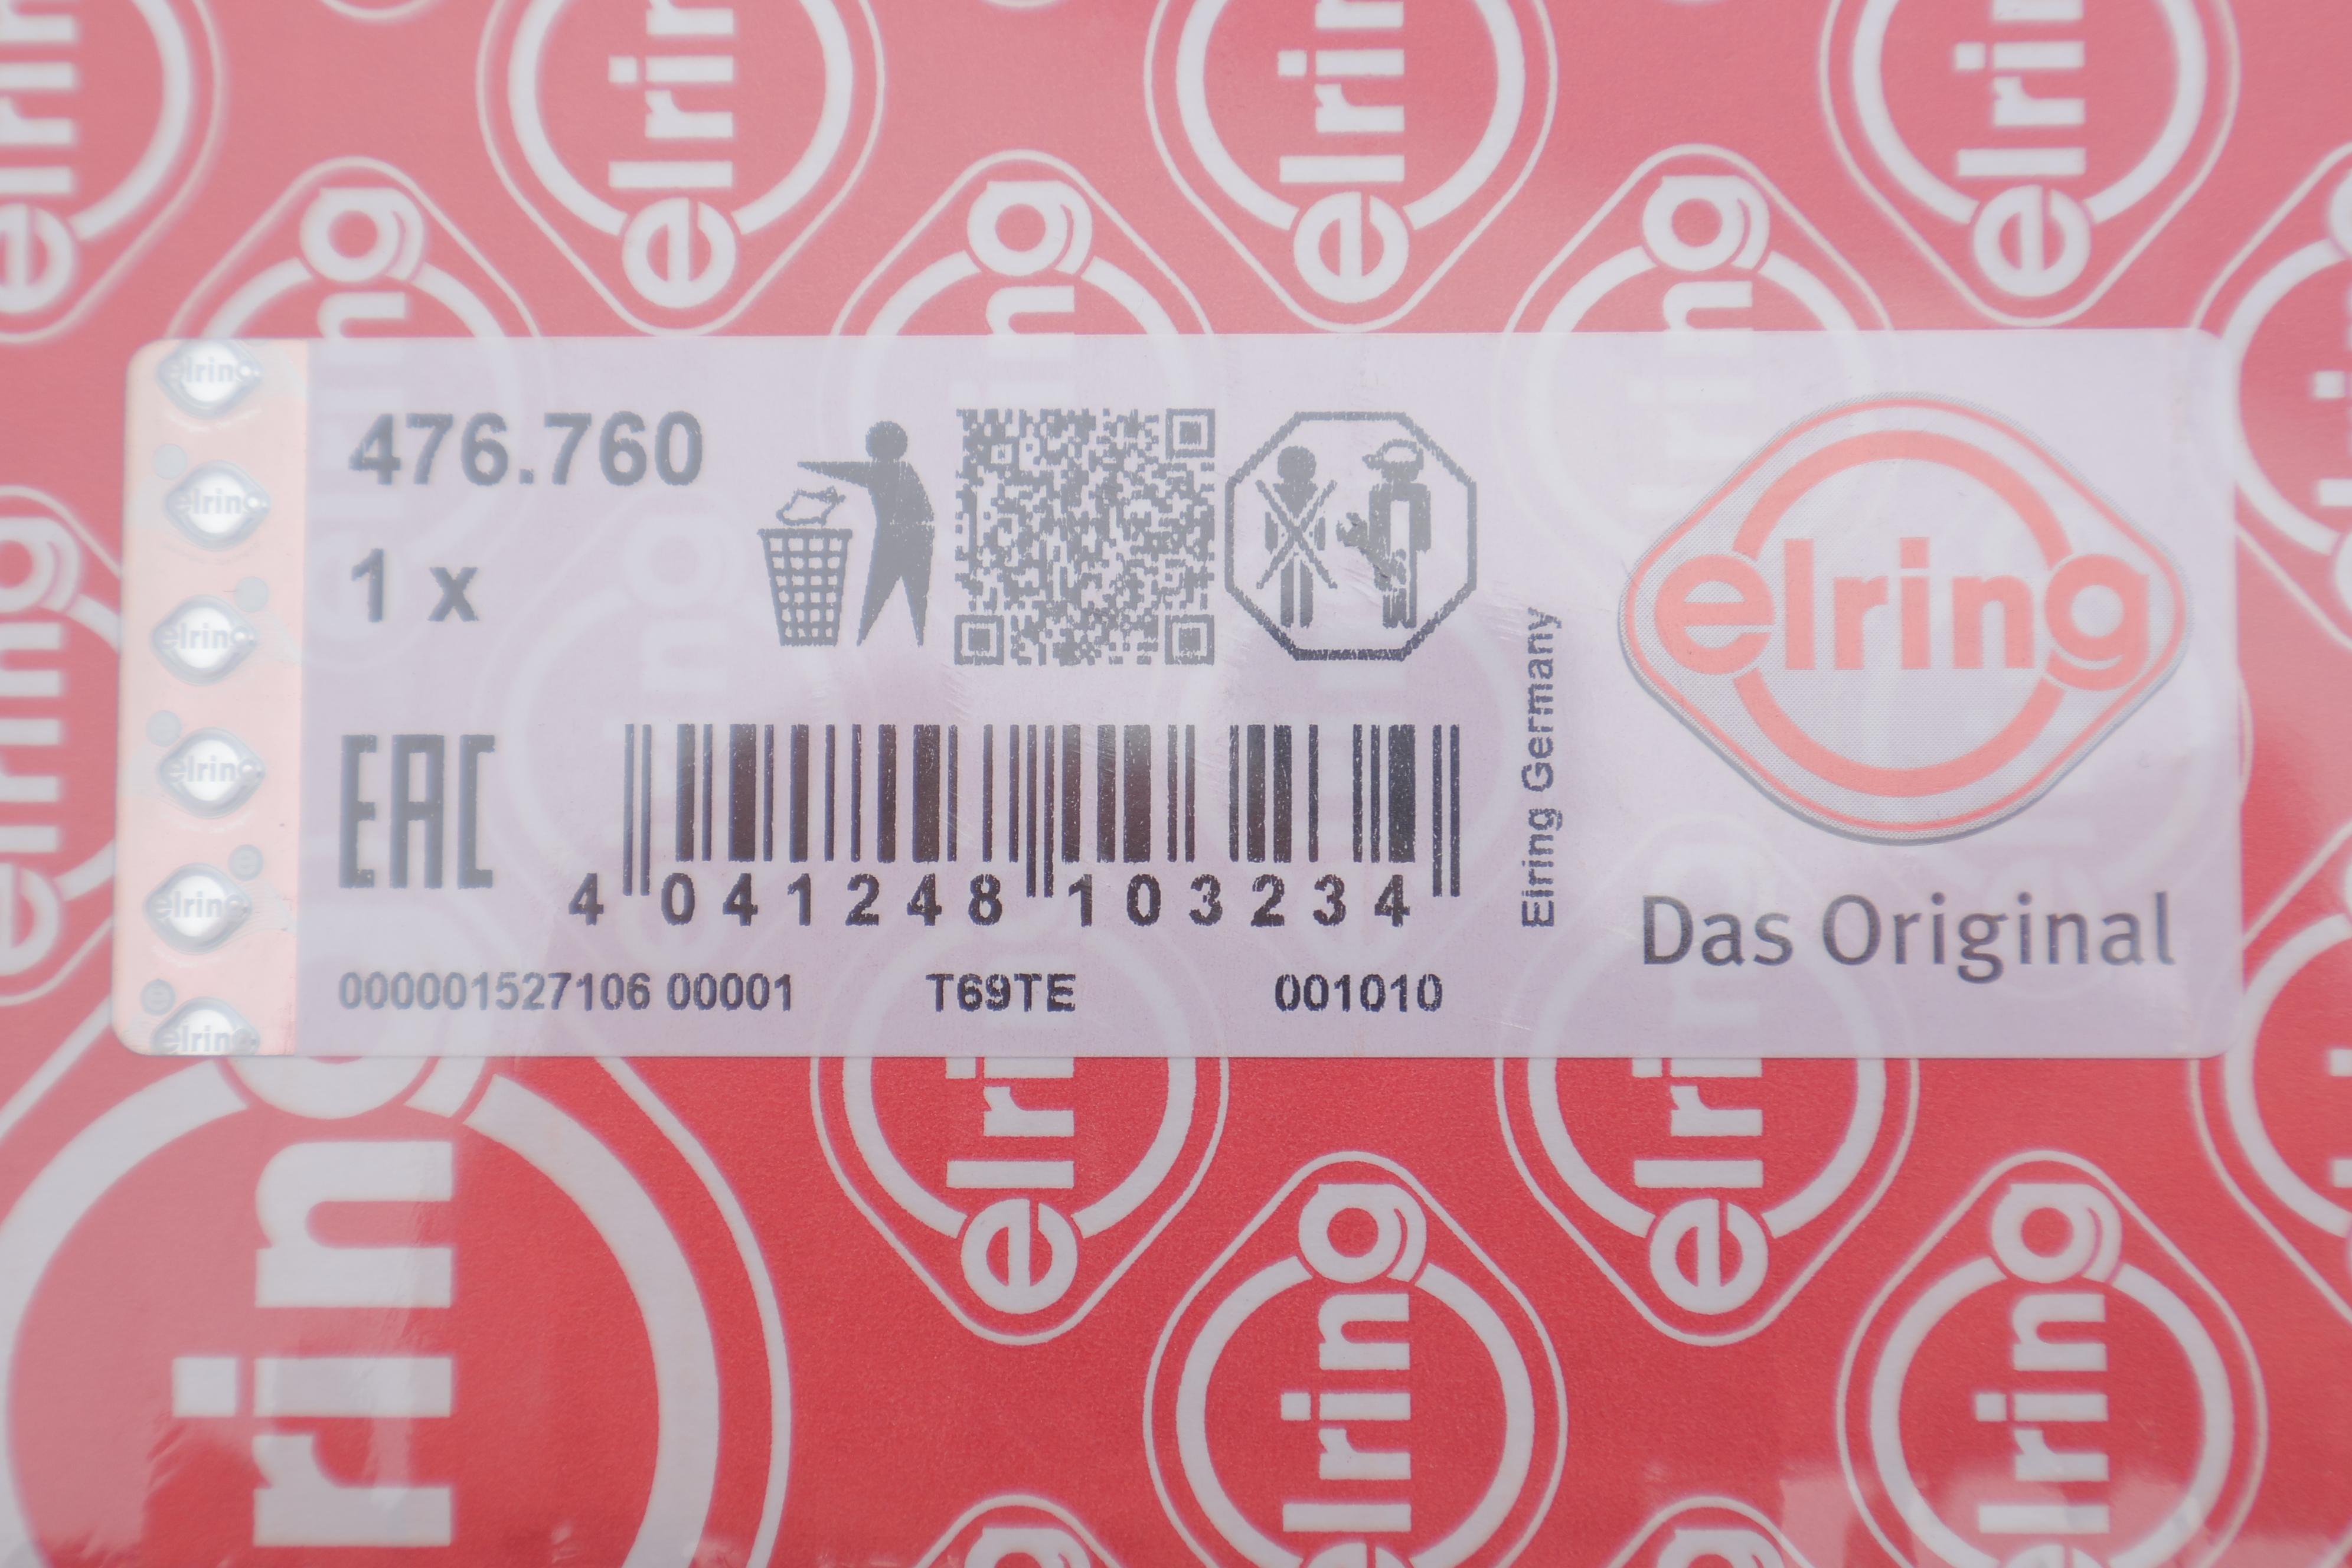 476.760
1 x
EAC
4 041248 103234
000001527106 00001 T69TE 001010
Elring Germany
elring
Das Original